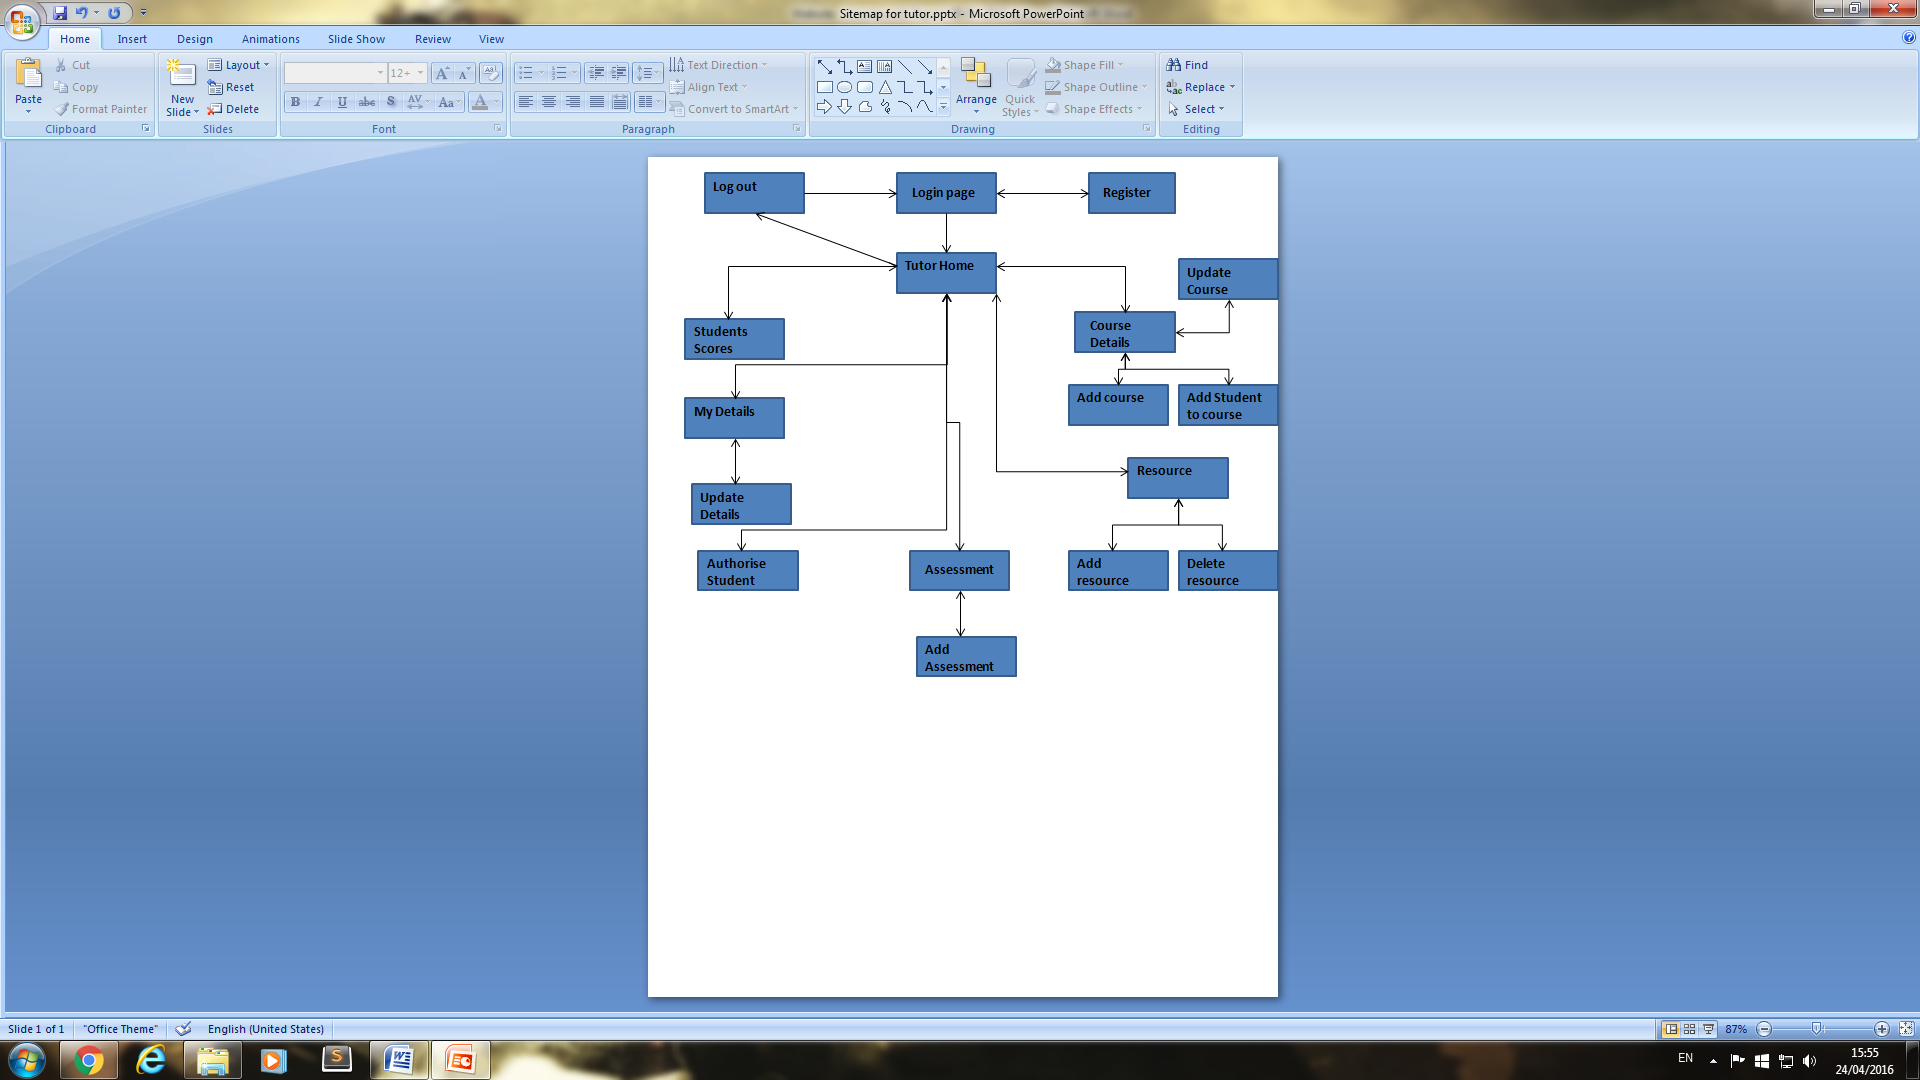 Sitemap for tutor.pptx - Microsoft PowerPoint
Home Insert Design Animations Slide Show Review View
Paste
Cut
Copy
Format Painter
Clipboard
New
Slide
Layout
Reset
Delete
Slides
12+
B I U abc S AV Aa A
Font
Text Direction
Align Text
Convert to SmartArt
Paragraph
Arrange
Quick
Styles
Shape Fill
Shape Outline
Shape Effects
Drawing
Find
Replace
Select
Editing
Log out
Login page
Register
Tutor Home
Update
Course
Students
Scores
Course
Details
My Details
Add course
Add Student
to course
Resource
Update
Details
Authorise
Student
Assessment
Add
resource
Delete
resource
Add
Assessment
Slide 1 of 1
"Office Theme"
English (United States)
87%
EN
15:55
24/04/2016